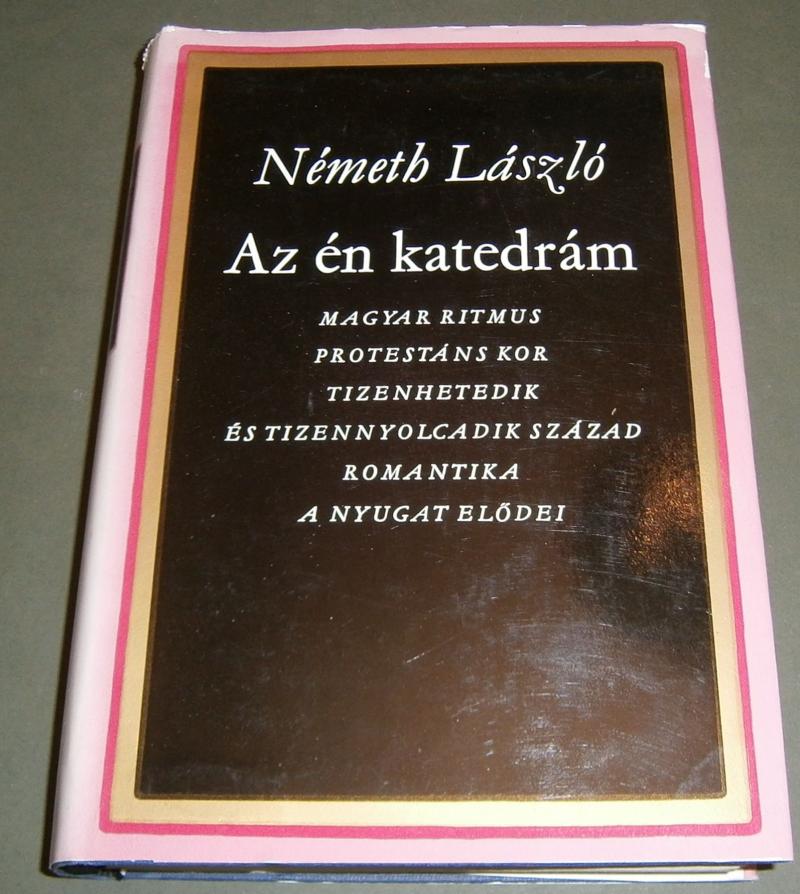 Németh László
Az én katedrám
MAGYAR RITMUS
PROTESTÁNS KOR
TIZENHETEDIK
ÉS TIZENNYOLCADIK SZÁZAD
ROMANTIKA
A NYUGAT ELŐDEI